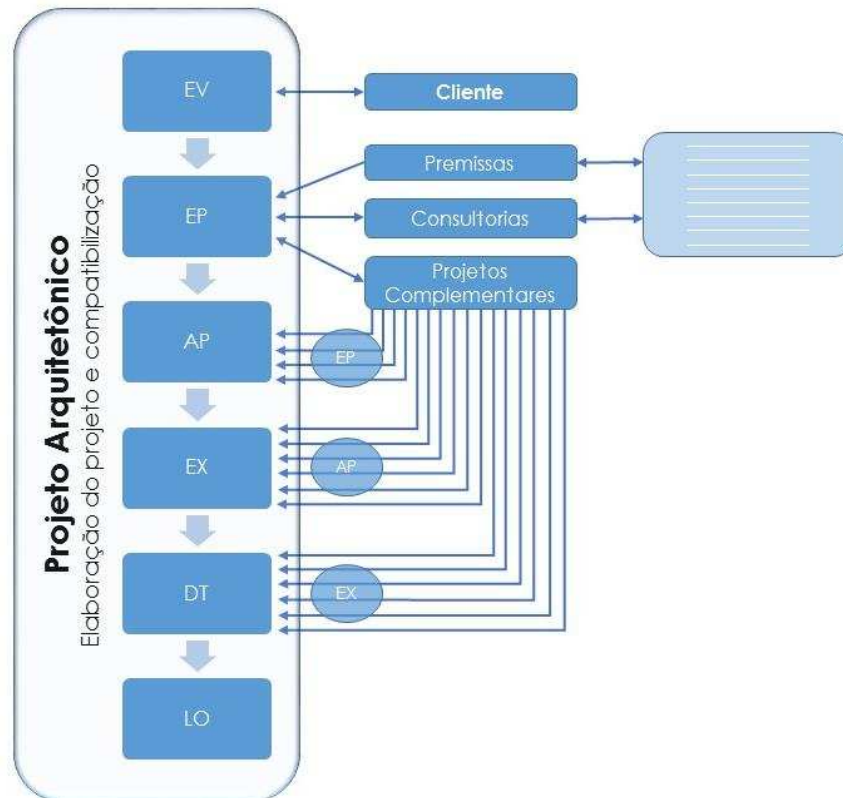 Projeto Arquitetônico
Elaboração do projeto e compatibilização
EV
Cliente
Premissas
EP
Consultorias
Projetos
Complementares
AP
EP
EX
AP
DT
EX
LO